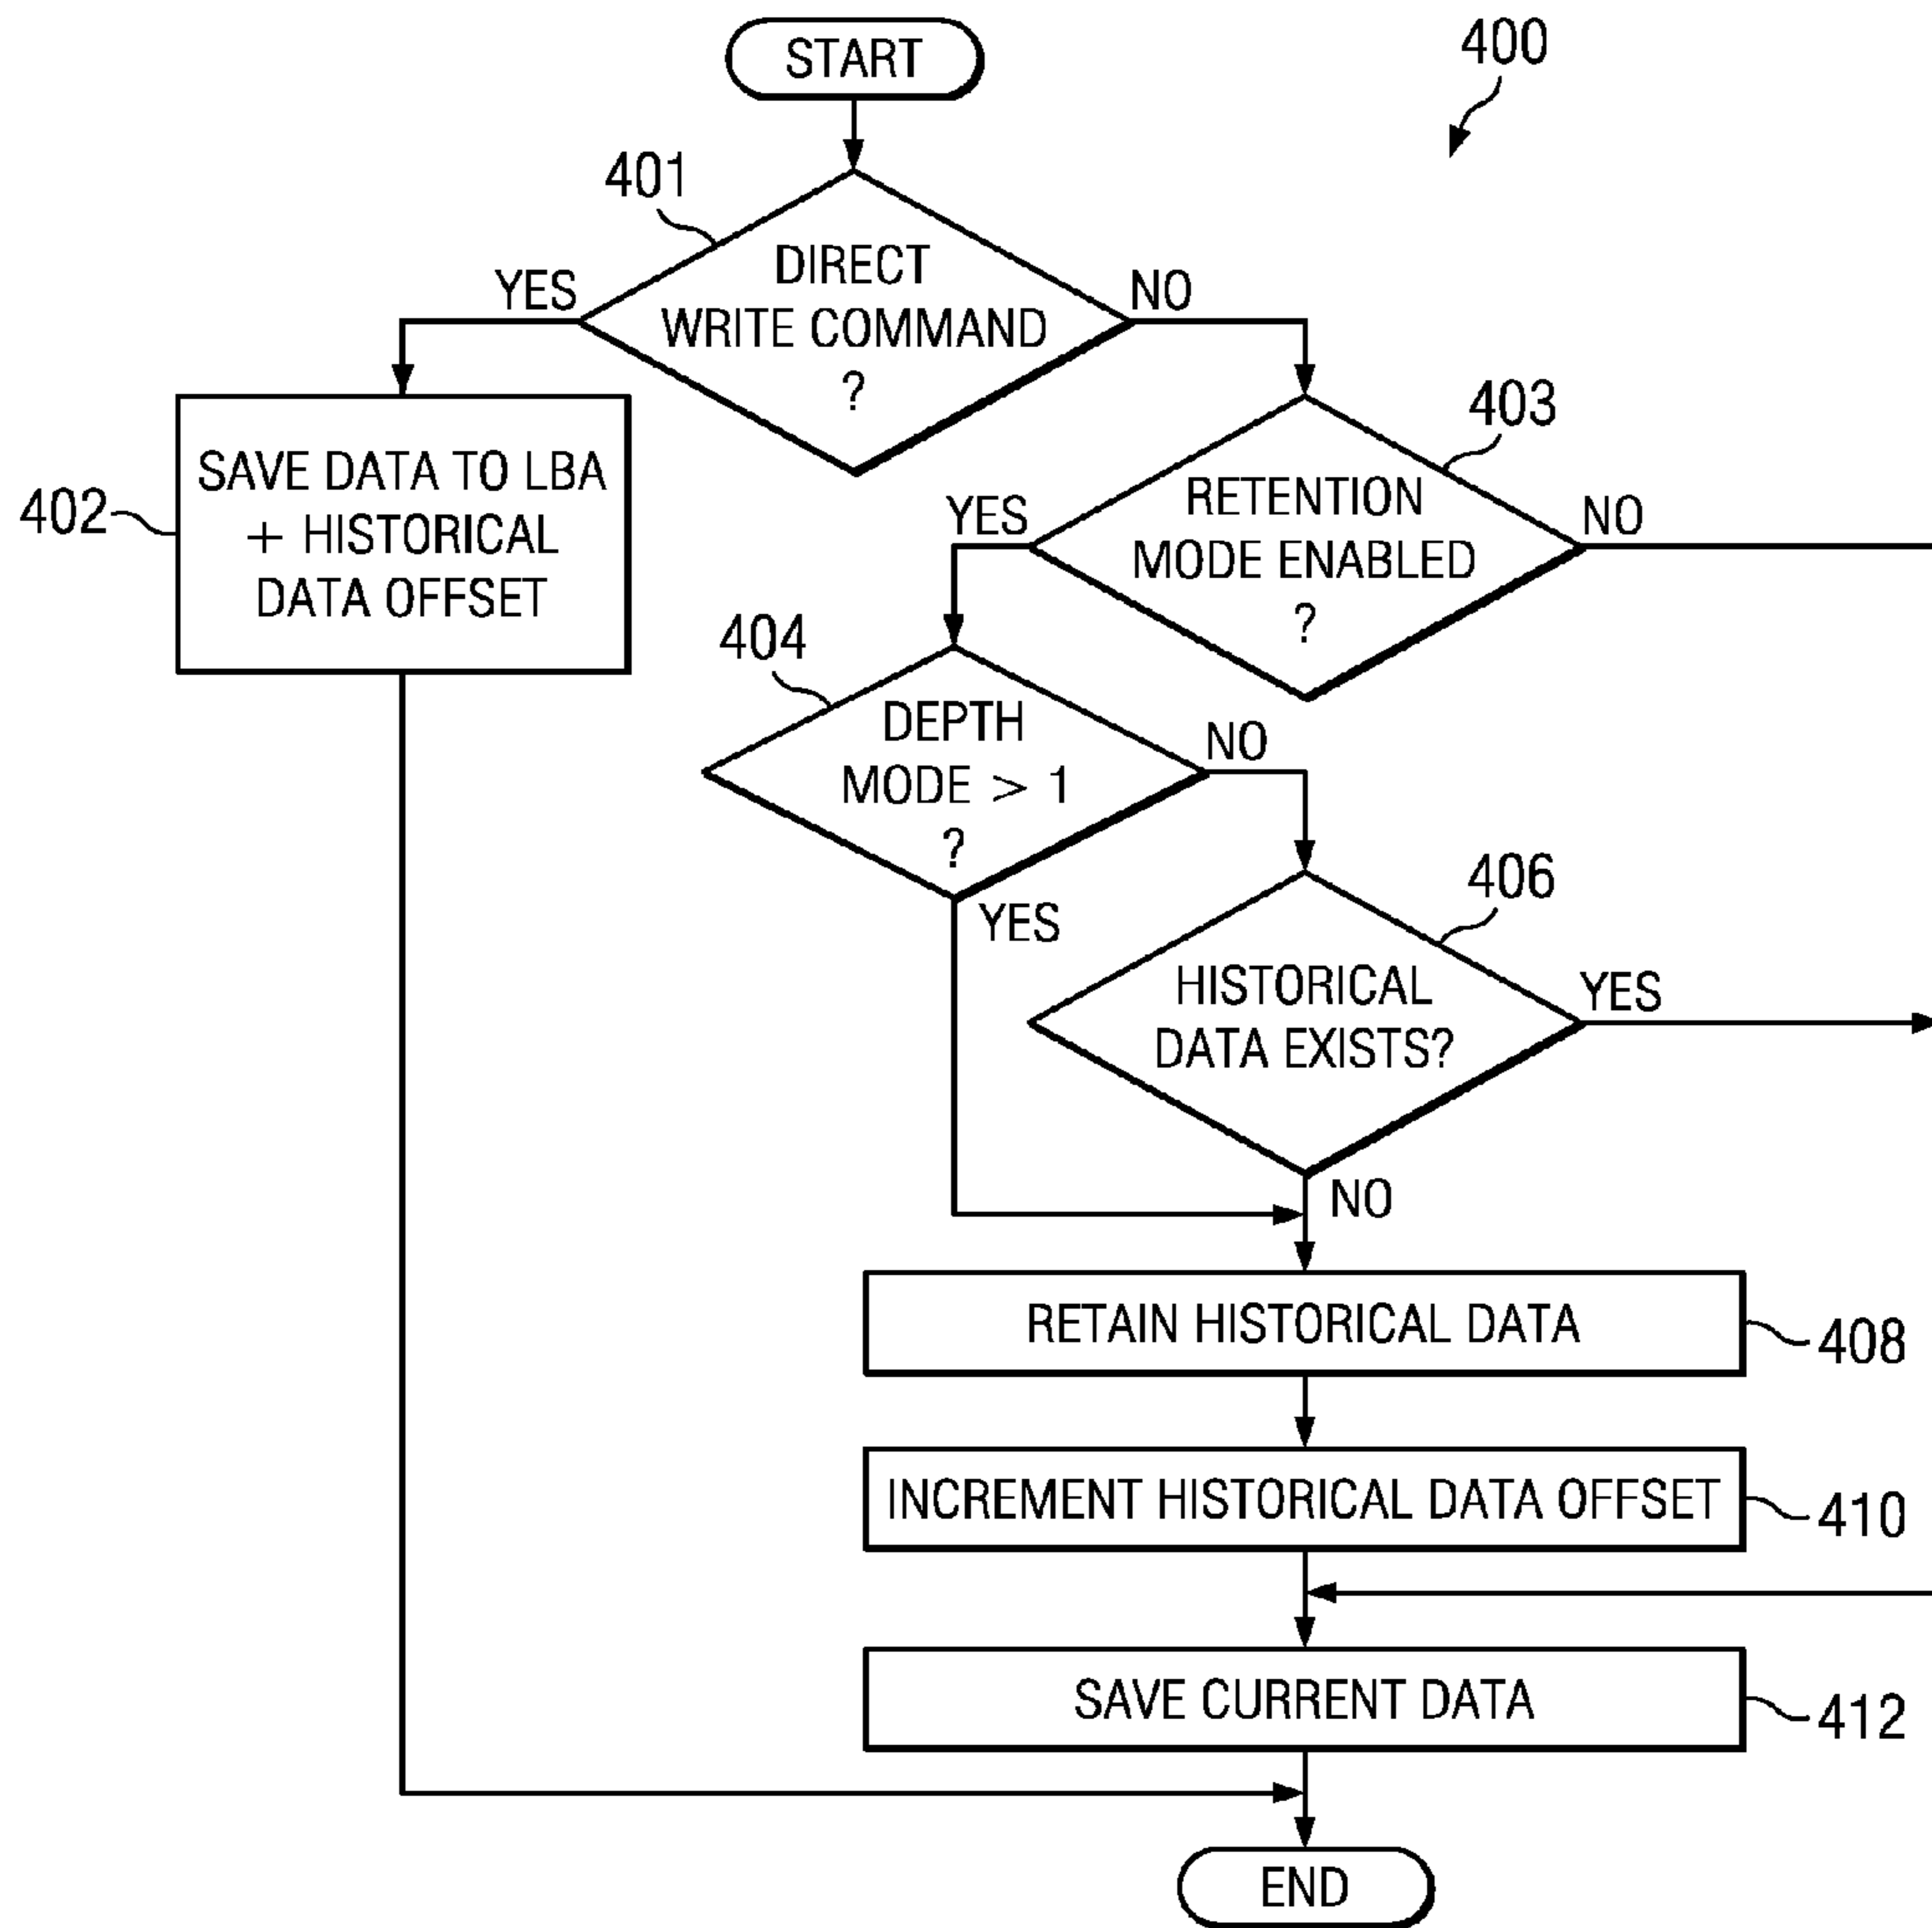 START
400
401
DIRECT
WRITE COMMAND
?
YES
NO
402
SAVE DATA TO LBA
+ HISTORICAL
DATA OFFSET
403
RETENTION
MODE ENABLED
?
YES
NO
404
DEPTH
MODE > 1
?
NO
YES
406
HISTORICAL
DATA EXISTS?
YES
NO
RETAIN HISTORICAL DATA
408
INCREMENT HISTORICAL DATA OFFSET
410
SAVE CURRENT DATA
412
END